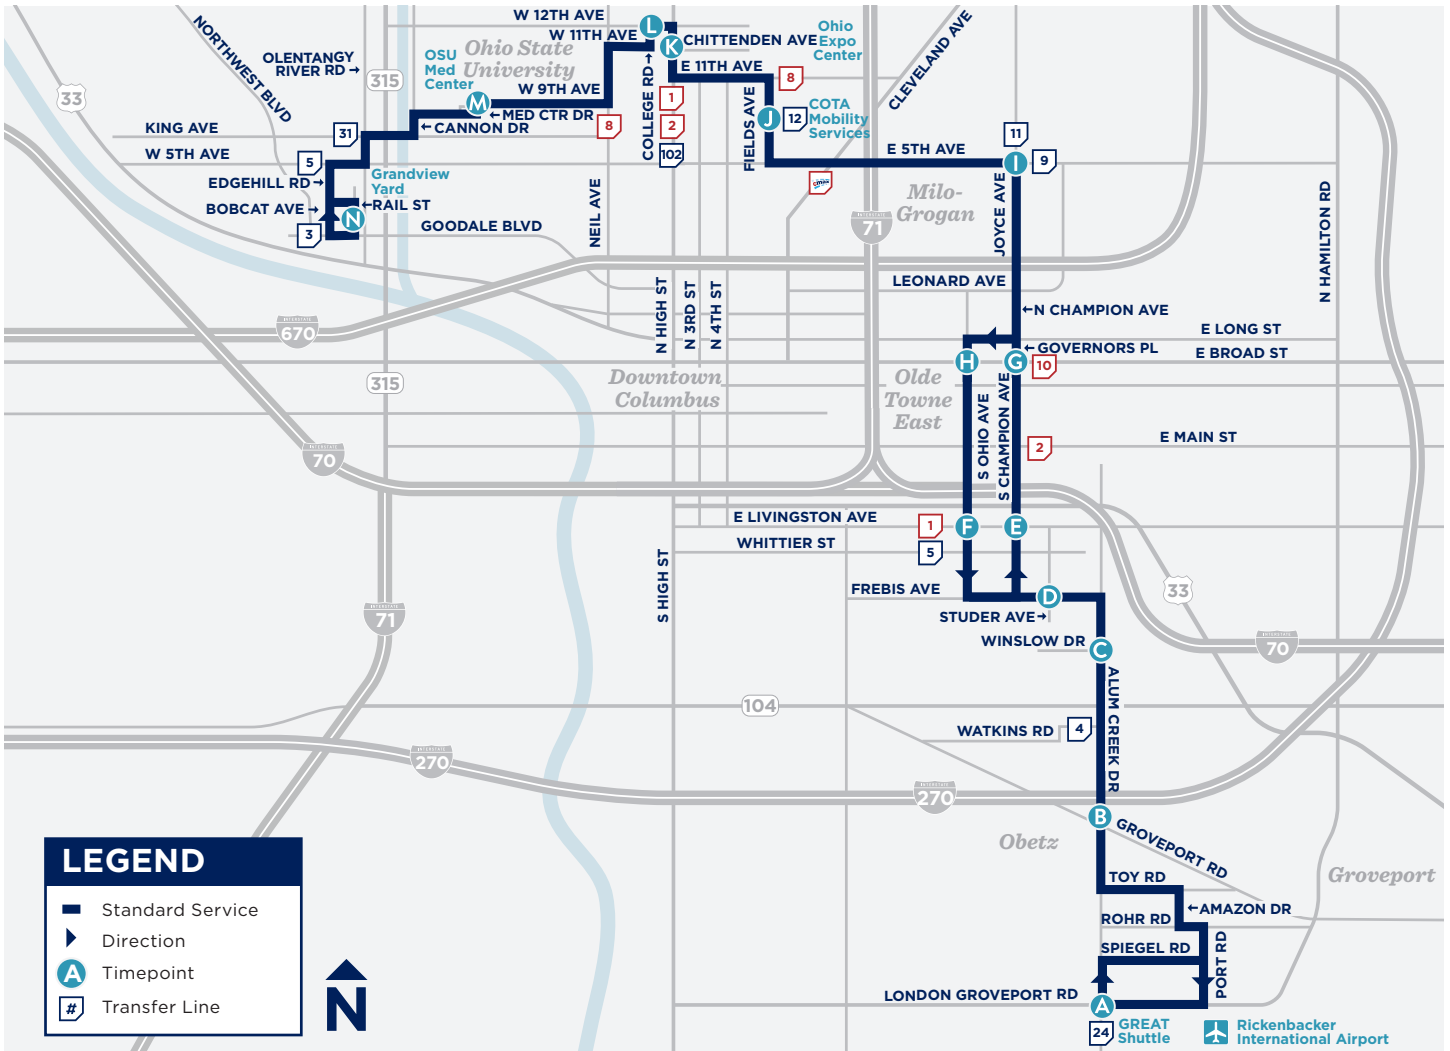 W 12TH AVE
W 11TH AVE
L
K
CHITTENDEN AVE
Ohio
Expo
Center
NORTHWEST BLVD
OLENTANGY
RIVER RD
OSU
Med
Center
Ohio State
University
E 11TH AVE
8
CLEVELAND AVE
33
315
W 9TH AVE
COLLEGE RD
1
FIELDS AVE
M
MED CTR DR
COTA
Mobility
Services
J
12
KING AVE
31
CANNON DR
8
2
11
W 5TH AVE
5
102
E 5TH AVE
I
9
EDGEHILL RD
Grandview
Yard
cmax
Milo-
Grogan
BOBCAT AVE
RAIL ST
N
3
GOODALE BLVD
NEIL AVE
JOYCE AVE
N HAMILTON RD
INTERSTATE
71
LEONARD AVE
N HIGH ST
N 3RD ST
N 4TH ST
N CHAMPION AVE
INTERSTATE
670
E LONG ST
GOVERNORS PL
E BROAD ST
H
G
10
315
Downtown
Columbus
Olde
Towne
East
S OHIO AVE
S CHAMPION AVE
INTERSTATE
70
2
E MAIN ST
E LIVINGSTON AVE
1
F
E
WHITTIER ST
5
S HIGH ST
FREBIS AVE
D
33
INTERSTATE
71
STUDER AVE
WINSLOW DR
C
INTERSTATE
70
ALUM CREEK DR
104
WATKINS RD
4
INTERSTATE
270
INTERSTATE
270
B
GROVEPORT RD
Obetz
Groveport
TOY RD
AMAZON DR
ROHR RD
SPIEGEL RD
PORT RD
LONDON GROVEPORT RD
A
24
GREAT
Shuttle
Rickenbacker
International Airport
LEGEND
Standard Service
Direction
A
Timepoint
#
Transfer Line
N